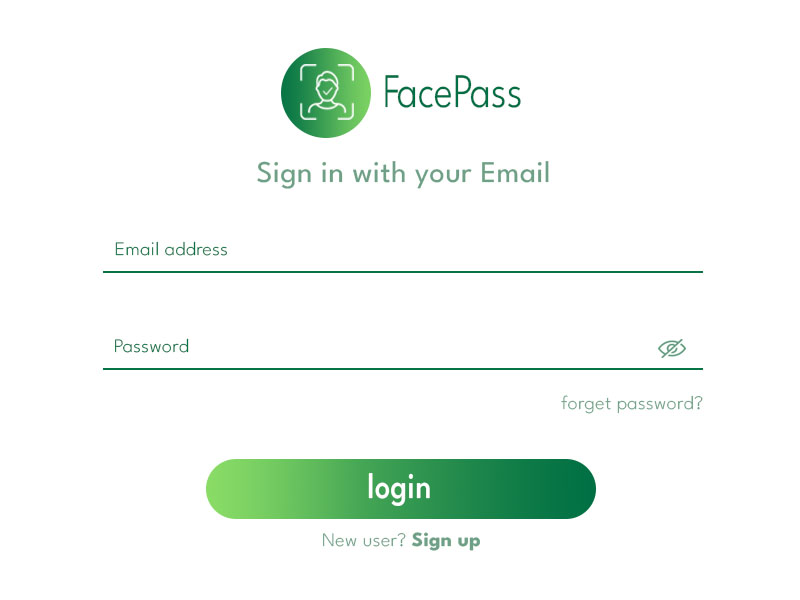 FacePass
Sign in with your Email
Email address
Password
forget password?
login
New user? Sign up